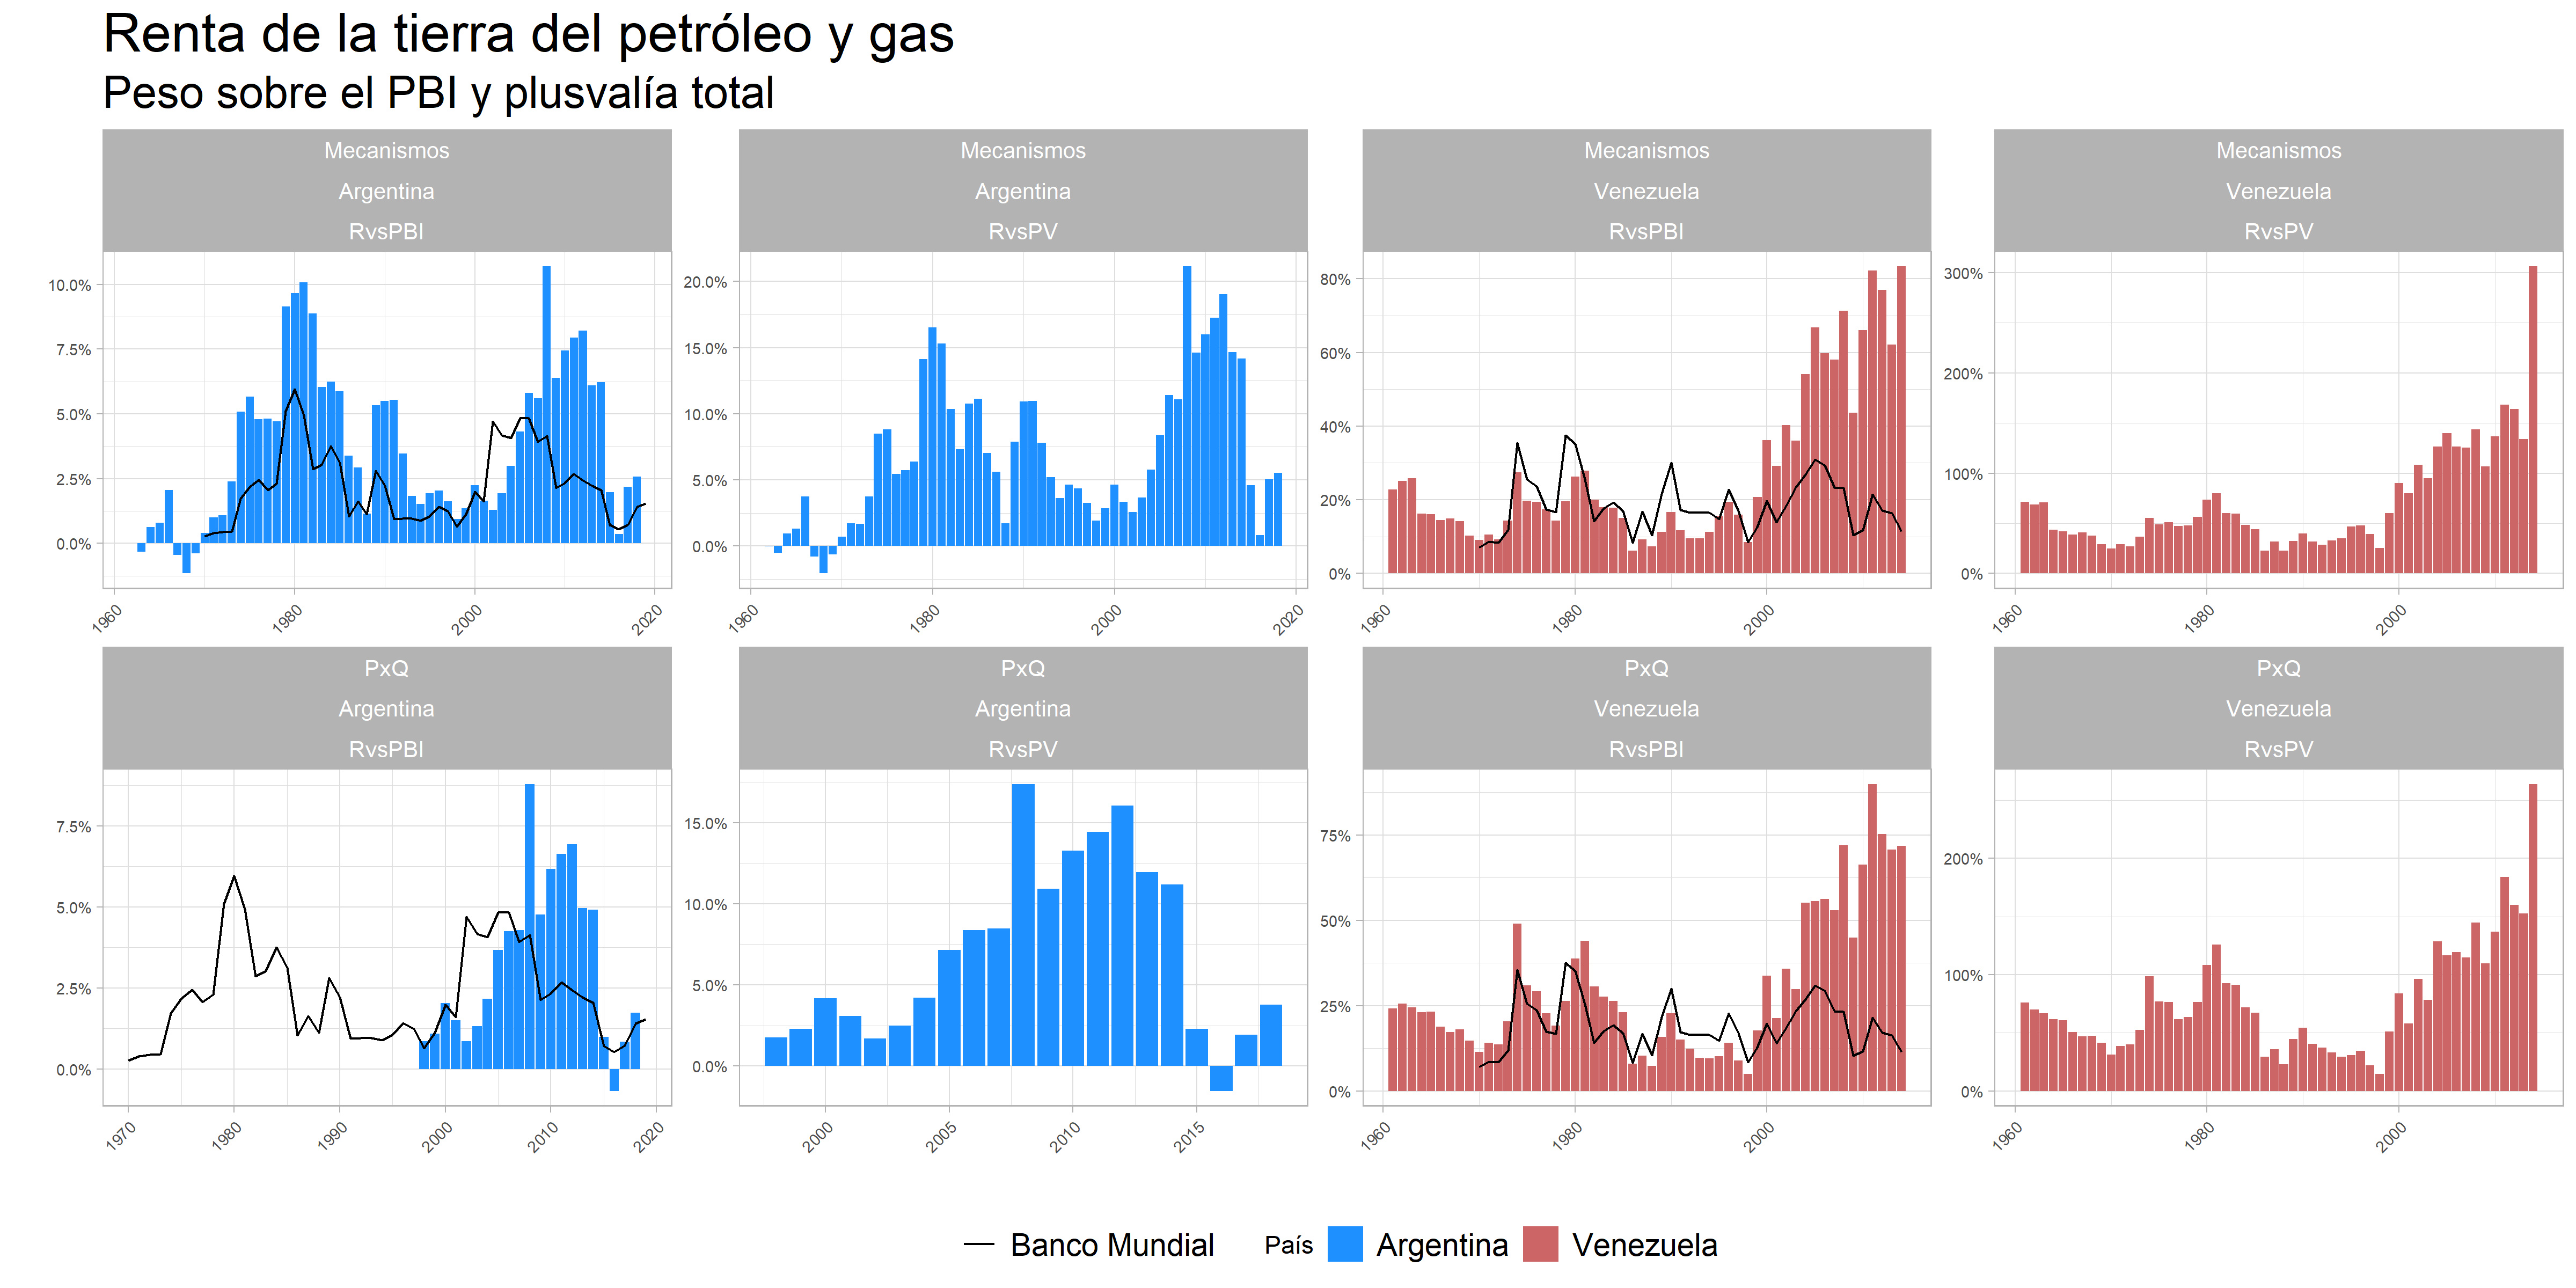 Renta de la tierra del petróleo y gas
Peso sobre el PBI y plusvalía total
Mecanismos
Argentina
RvsPBI
10.0%
7.5%
5.0%
2.5%
0.0%
1960
1980
2000
2020
Mecanismos
Argentina
RvsPV
20.0%
15.0%
10.0%
5.0%
0.0%
1960
1980
2000
2020
Mecanismos
Venezuela
RvsPBI
80%
60%
40%
20%
0%
1960
1980
2000
Mecanismos
Venezuela
RvsPV
300%
200%
100%
0%
1960
1980
2000
PxQ
Argentina
RvsPBI
7.5%
5.0%
2.5%
0.0%
1970
1980
1990
2000
2010
2020
PxQ
Argentina
RvsPV
15.0%
10.0%
5.0%
0.0%
2000
2005
2010
2015
PxQ
Venezuela
RvsPBI
75%
50%
25%
0%
1960
1980
2000
PxQ
Venezuela
RvsPV
200%
100%
0%
1960
1980
2000
Banco Mundial País Argentina Venezuela